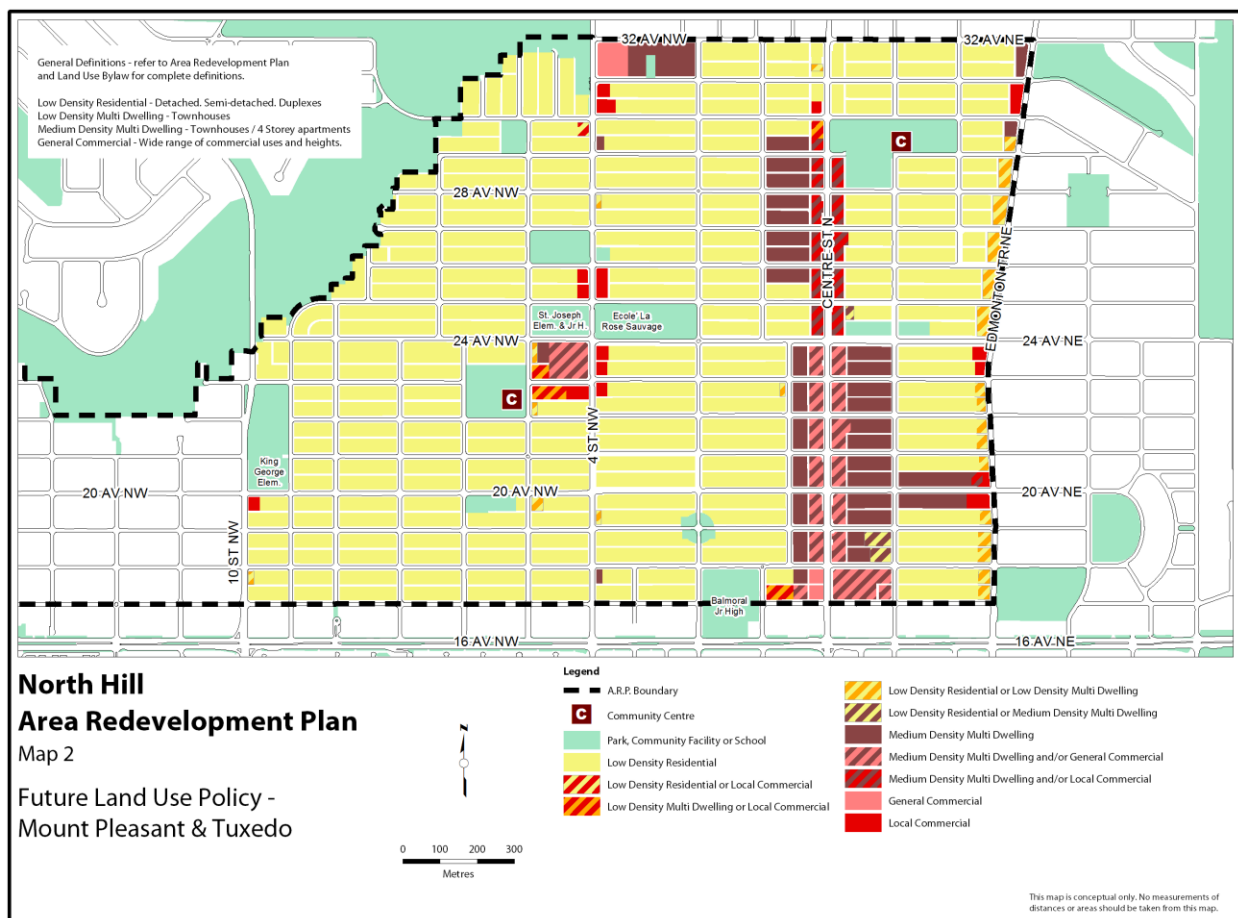 General Definitions - refer to Area Redevelopment Plan
and Land Use Bylaw for complete definitions.
Low Density Residential - Detached. Semi-detached. Duplexes
Low Density Multi Dwelling - Townhouses
Medium Density Multi Dwelling - Townhouses / 4 Storey apartments
General Commercial - Wide range of commercial uses and heights.
32 AV NW
32 AV NE
C
28 AV NW
CENTRE ST N
EDMONTON TR NE
St. Joseph
Elem. & Jr H.
Ecole' La
Rose Sauvage
24 AV NW
24 AV NE
C
4 ST NW
King
George
Elem.
20 AV NW
20 AV NW
20 AV NE
10 ST NW
Balmoral
Jr High
16 AV NW
16 AV NE
North Hill
Area Redevelopment Plan
Map 2
Future Land Use Policy -
Mount Pleasant & Tuxedo
N
0 100 200 300
Metres
Legend
A.R.P. Boundary
C Community Centre
Park, Community Facility or School
Low Density Residential
Low Density Residential or Local Commercial
Low Density Multi Dwelling or Local Commercial
Low Density Residential or Low Density Multi Dwelling
Low Density Residential or Medium Density Multi Dwelling
Medium Density Multi Dwelling
Medium Density Multi Dwelling and/or General Commercial
Medium Density Multi Dwelling and/or Local Commercial
General Commercial
Local Commercial
This map is conceptual only. No measurements of
distances or areas should be taken from this map.